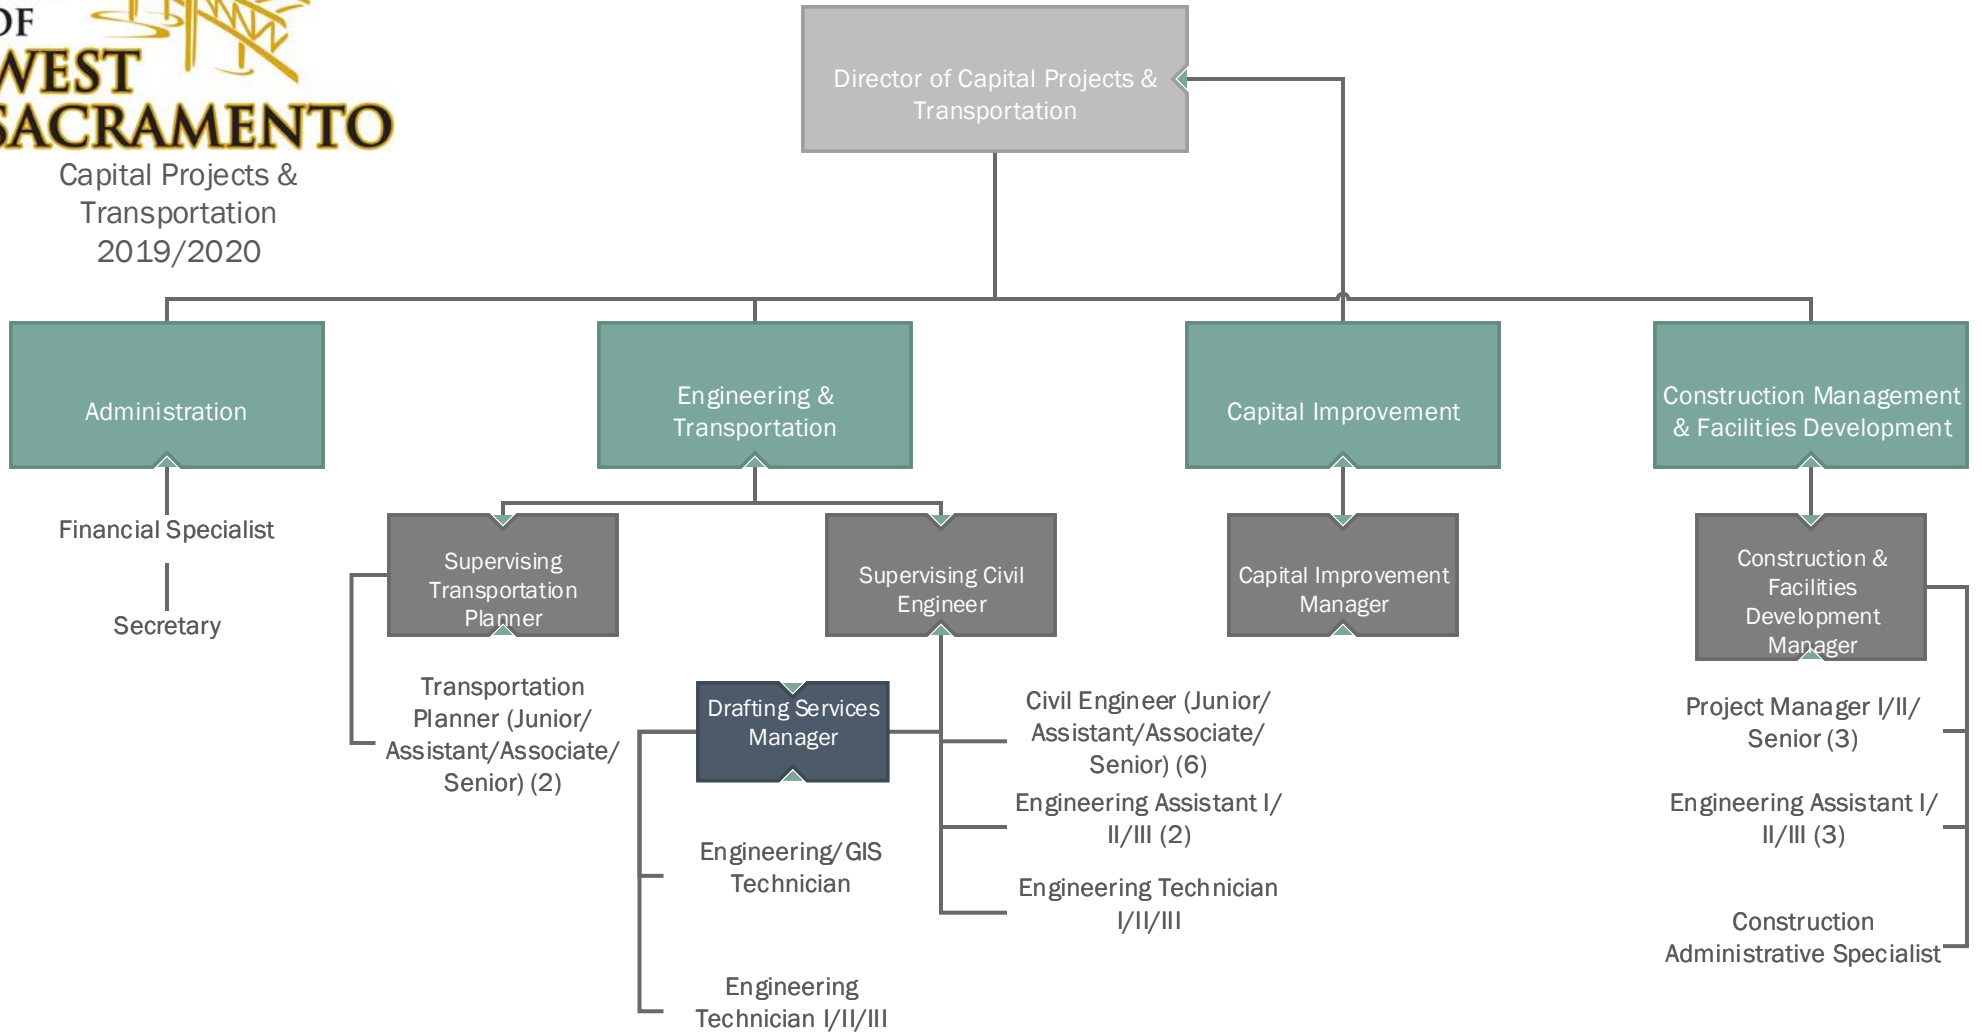 OF
WEST
SACRAMENTO
Capital Projects &
Transportation
2019/2020
Director of Capital Projects &
Transportation
Administration
Engineering &
Transportation
Capital Improvement
Construction Management
& Facilities Development
Financial Specialist
Secretary
Supervising
Transportation
Planner
Supervising Civil
Engineer
Capital Improvement
Manager
Construction &
Facilities
Development
Manager
Transportation
Planner (Junior/
Assistant/Associate/
Senior) (2)
Drafting Services
Manager
Engineering/GIS
Technician
Engineering
Technician I/II/III
Civil Engineer (Junior/
Assistant/Associate/
Senior) (6)
Engineering Assistant I/
II/III (2)
Engineering Technician
I/II/III
Project Manager I/II/
Senior (3)
Engineering Assistant I/
II/III (3)
Construction
Administrative Specialist